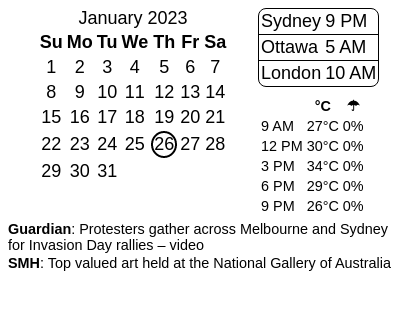 January 2023
Su Mo Tu We Th Fr Sa
1 2 3 4 5 6 7
8 9 10 11 12 13 14
15 16 17 18 19 20 21
22 23 24 25 26 27 28
29 30 31
Sydney 9 PM
Ottawa 5 AM
London 10 AM
°C ☂
9 AM 27°C 0%
12 PM 30°C 0%
3 PM 34°C 0%
6 PM 29°C 0%
9 PM 26°C 0%
Guardian: Protesters gather across Melbourne and Sydney
for Invasion Day rallies – video
SMH: Top valued art held at the National Gallery of Australia